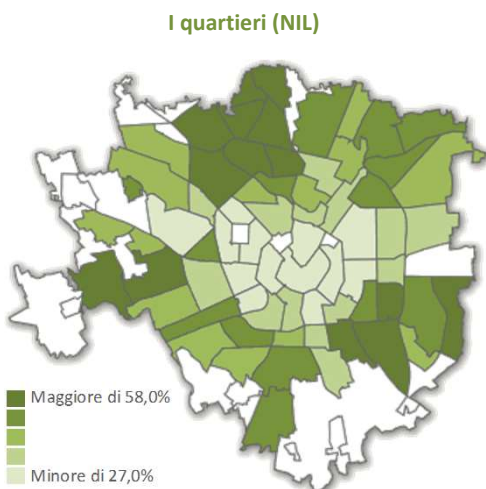 I quartieri (NIL)
Maggiore di 58,0%
Minore di 27,0%